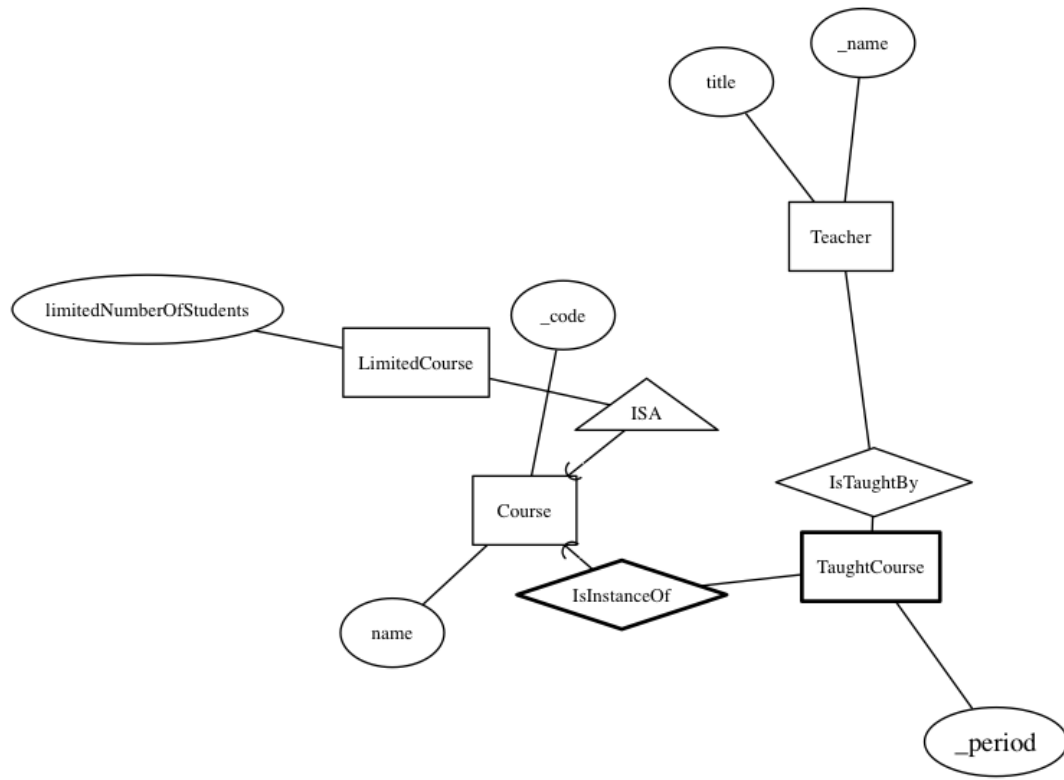 _name
title
Teacher
limitedNumberOfStudents
_code
LimitedCourse
ISA
IsTaughtBy
Course
TaughtCourse
IsInstanceOf
name
_period